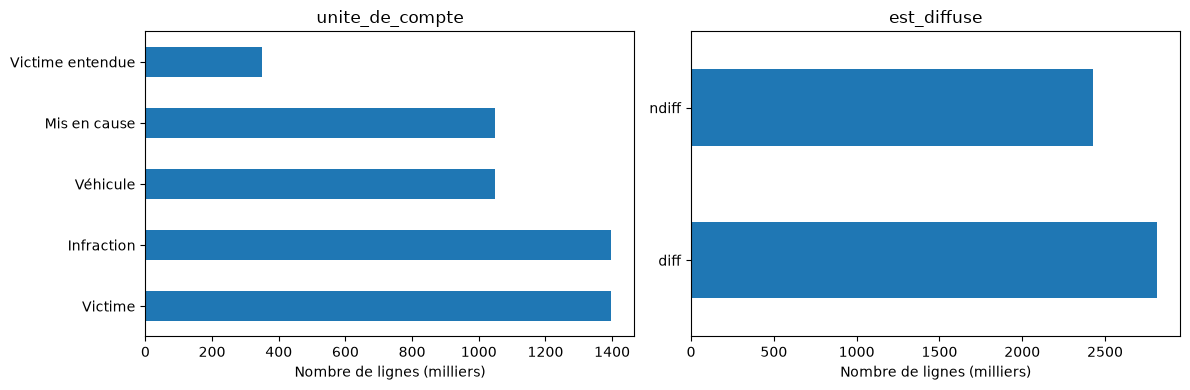 unite_de_compte
Victime entendue
Mis en cause
Véhicule
Infraction
Victime
0 200 400 600 800 1000 1200 1400
Nombre de lignes (milliers)
est_diffuse
ndiff
diff
0 500 1000 1500 2000 2500
Nombre de lignes (milliers)